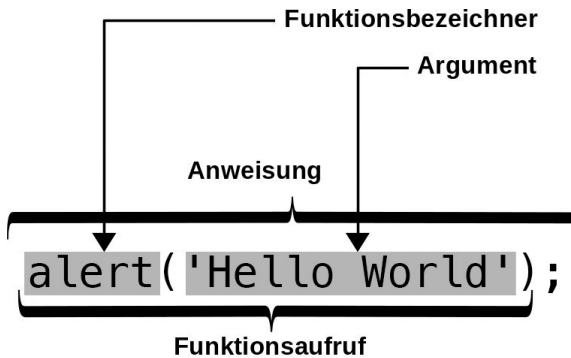 Funktionsbezeichner
Argument
Anweisung
alert('Hello World');
Funktionsaufruf